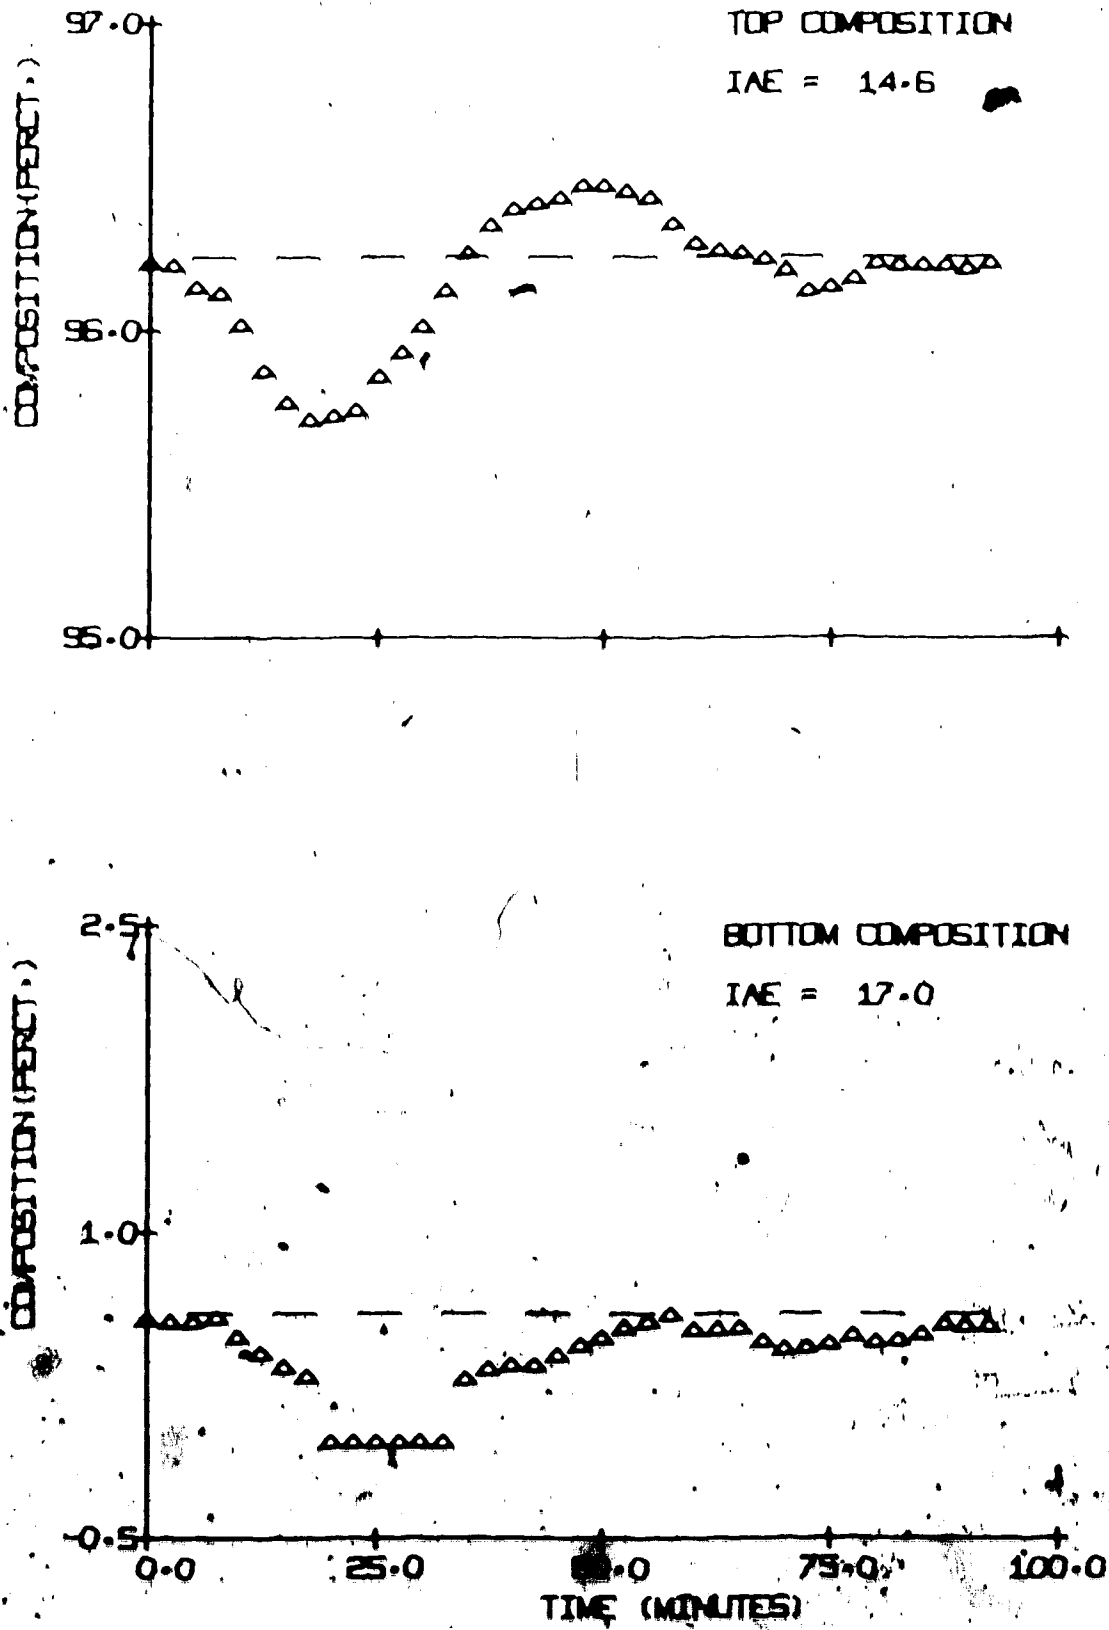 97.0
TOP COMPOSITION
IAE = 14.6
COMPOSITION(PERCT.)
96.0
95.0
2.5
BOTTOM COMPOSITION
IAE = 17.0
COMPOSITION(PERCT.)
1.0
-0.5
0.0 25.0 75.0 100.0
TIME (MINUTES)